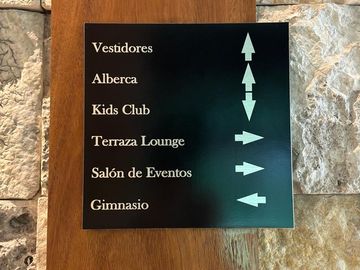 Vestidores
Alberca
Kids Club
Terraza Lounge
Salón de Eventos
Gimnasio